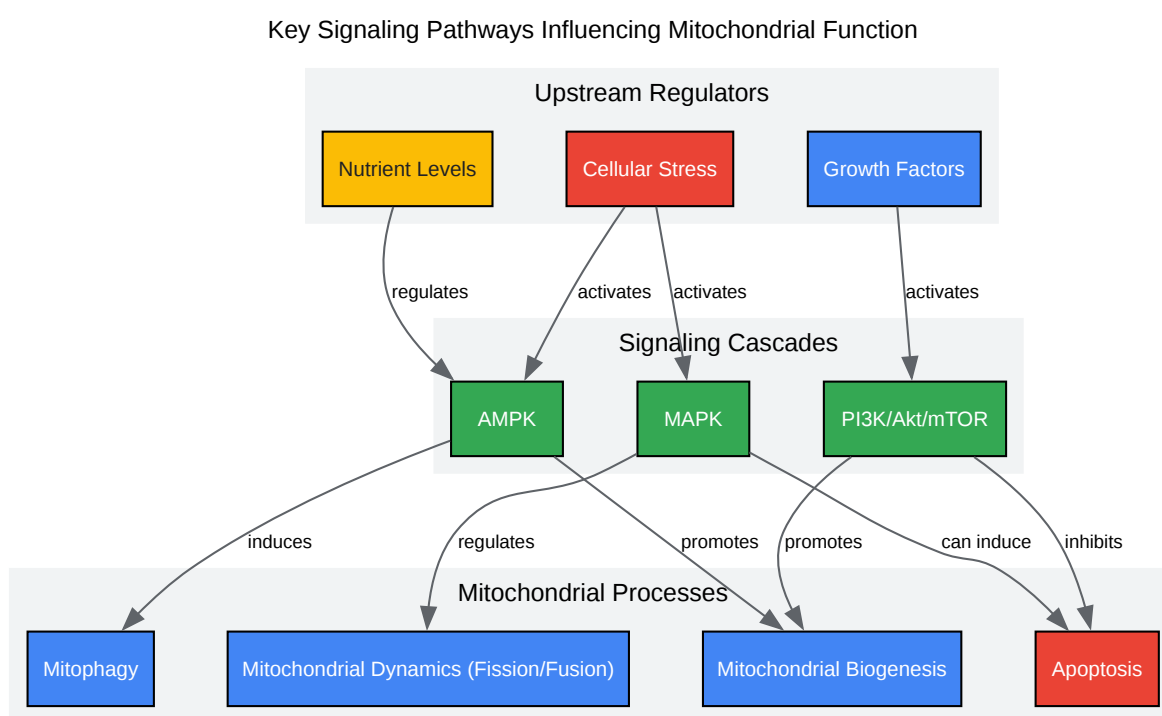 Key Signaling Pathways Influencing Mitochondrial Function
Upstream Regulators
Nutrient Levels
Cellular Stress
Growth Factors
regulates
activates
activates
activates
Signaling Cascades
AMPK
MAPK
PI3K/Akt/mTOR
induces
regulates
promotes
promotes
can induce
inhibits
Mitochondrial Processes
Mitophagy
Mitochondrial Dynamics (Fission/Fusion)
Mitochondrial Biogenesis
Apoptosis